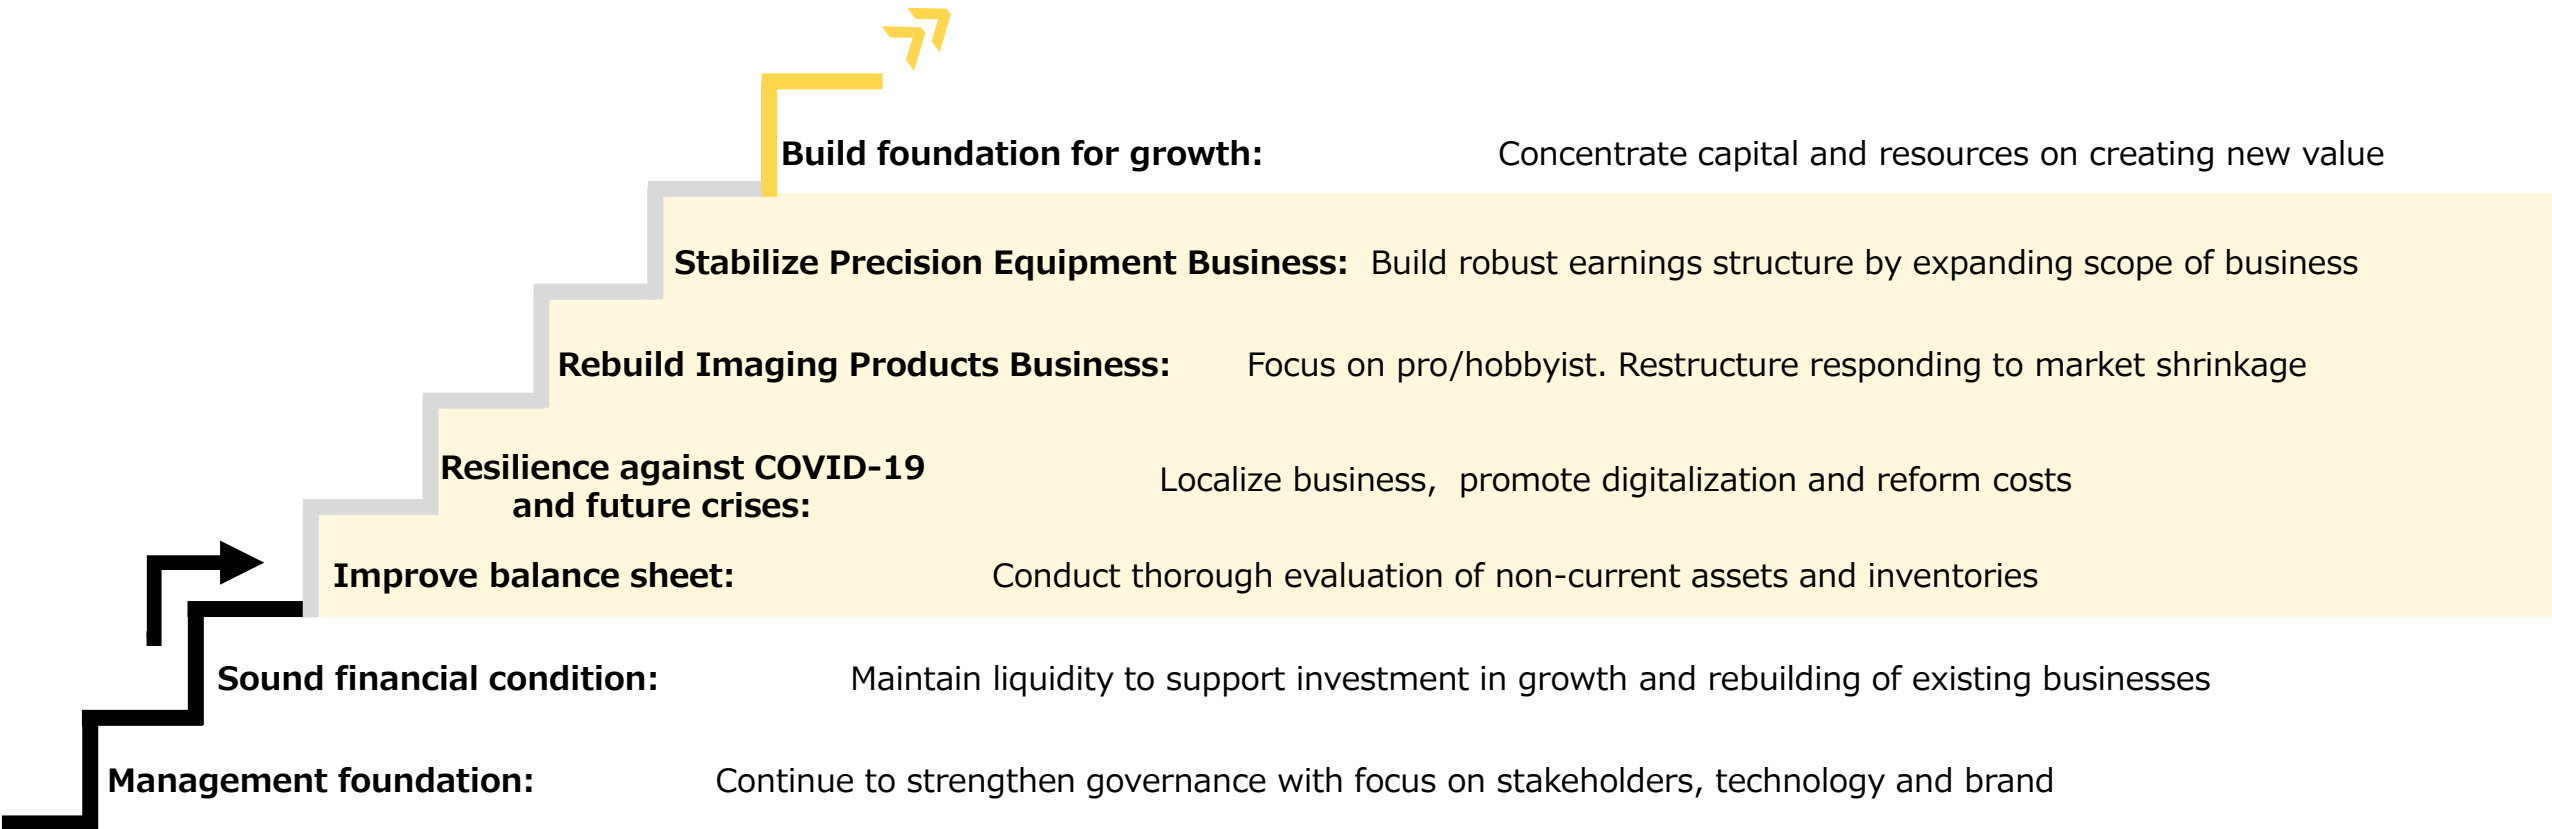 Build foundation for growth: Concentrate capital and resources on creating new value
Stabilize Precision Equipment Business: Build robust earnings structure by expanding scope of business
Rebuild Imaging Products Business: Focus on pro/hobbyist. Restructure responding to market shrinkage
Resilience against COVID-19
and future crises:
Localize business, promote digitalization and reform costs
Improve balance sheet: Conduct thorough evaluation of non-current assets and inventories
Sound financial condition: Maintain liquidity to support investment in growth and rebuilding of existing businesses
Management foundation: Continue to strengthen governance with focus on stakeholders, technology and brand